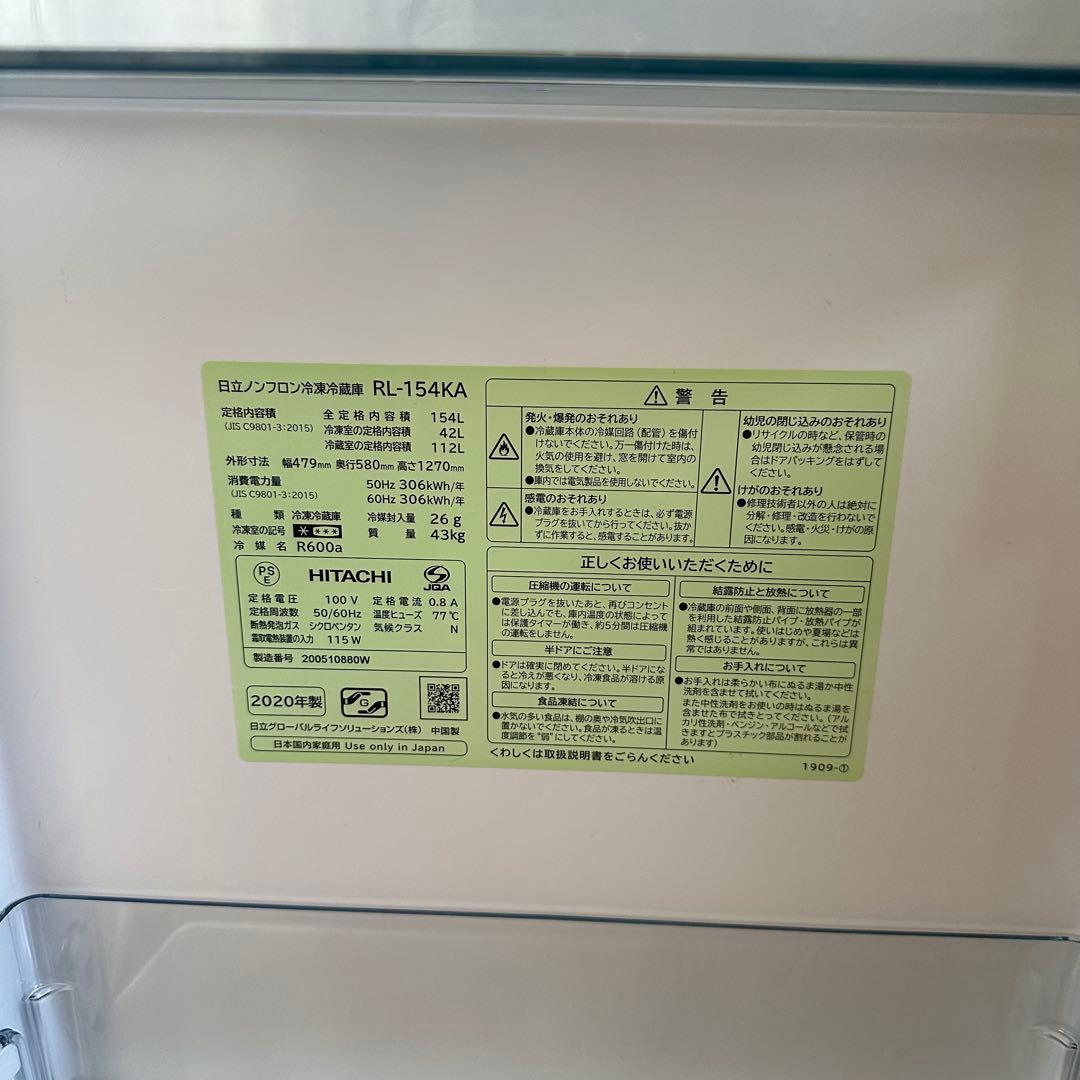 日立ノンフロン冷凍冷蔵庫 RL-154KA
定格内容積 全定格内容積 154L
(JIS C9801-3:2015) 冷凍室の定格内容積 42L
冷蔵室の定格内容積 112L
外形寸法 幅479mm 奥行580mm 高さ1270mm
消費電力量 50Hz 306kWh/年
(JIS C9801-3:2015) 60Hz 306kWh/年
種類 冷凍冷蔵庫 冷媒封入量 26g
冷凍室の記号 質量 43kg
冷媒名 R600a
PSE HITACHI JQA
定格電圧 100V 定格電流 0.8A
定格周波数 50/60Hz 温度ヒューズ 77℃
断熱発泡ガス シクロペンタン 気候クラス N
霜取電熱装置の入力 115W
製造番号 200510880W
2020年製 G
日立グローバルライフソリューションズ(株) 中国製
日本国内家庭用 Use only in Japan
警告
発火・爆発のおそれあり
●冷蔵庫本体の冷媒回路(配管)を傷付
けないでください。万一傷付けた時は、
火気の使用を避け、窓を開けて室内の
換気をしてください。
●庫内では電気製品を使用しないでください。
感電のおそれあり
●冷蔵庫をお手入れするときは、必ず電源
プラグを抜いてから行ってください。抜か
ずに作業すると、感電することがあります。
幼児の閉じ込みのおそれあり
●リサイクルの時など、保管時の
幼児閉じ込みが懸念される場
合はドアパッキングをはずして
ください。
けがのおそれあり
●修理技術者以外の人は絶対に
分解・修理・改造を行わないで
ください。感電・火災・けがの原
因になります。
正しくお使いいただくために
圧縮機の運転について
●電源プラグを抜いたあと、再びコンセント
に差し込んでも、庫内温度の状態によって
は保護タイマーが働き、約5分間は圧縮機
の運転をしません。
半ドアにご注意
●ドアは確実に閉めてください。半ドアにな
ると冷えが悪くなり、冷凍食品が溶ける原
因になります。
食品凍結について
●水気の多い食品は、棚の奥や冷気吹出口に
置かないでください。食品が凍るときは温
度調節を"弱"にしてください。
結露防止と放熱について
●冷蔵庫の前面や側面、背面に放熱器の一部
を利用した結露防止パイプ・放熱パイプが
組まれています。使いはじめや夏場などは
熱く感じることがありますが、これらは異
常ではありません。
お手入れについて
●お手入れは柔らかい布にぬるま湯か中性
洗剤を含ませて拭いてください。
また中性洗剤をお使いの時はぬるま湯を
含ませた布で拭きとってください。(アル
カリ性洗剤・ベンジン・アルコールなどで拭
きますとプラスチック部品が割れることが
あります)
くわしくは取扱説明書をごらんください
1909-①